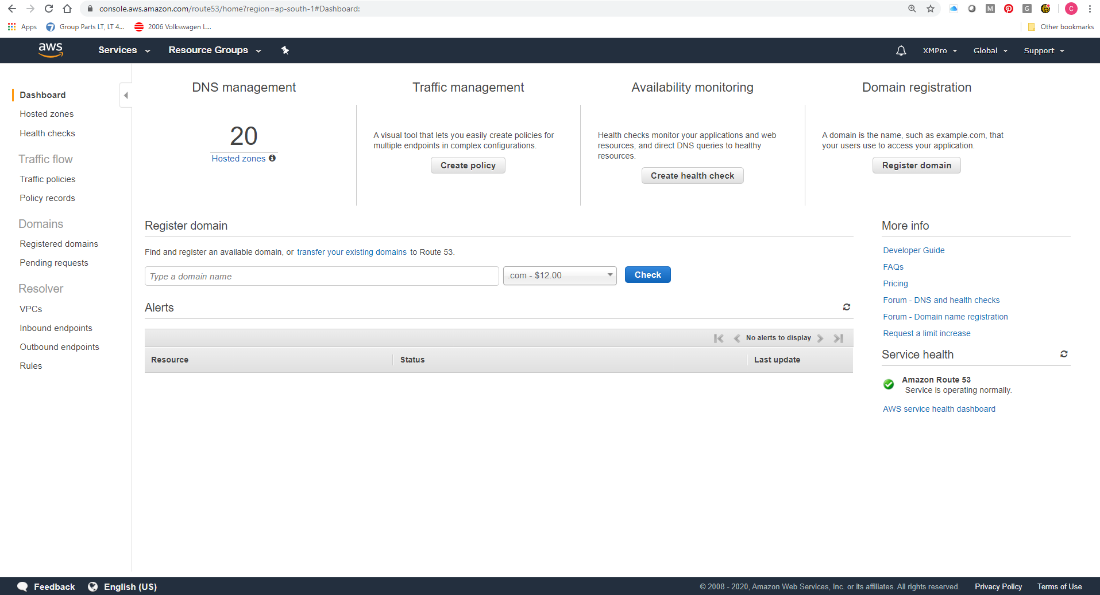 console.aws.amazon.com/route53/home?region=ap-south-1#Dashboard:
Apps
Group Parts LT, LT 4...
2006 Volkswagen L...
Other bookmarks
aws
Services
Resource Groups
XMPro
Global
Support
Dashboard
Hosted zones
Health checks
Traffic flow
Traffic policies
Policy records
Domains
Registered domains
Pending requests
Resolver
VPCs
Inbound endpoints
Outbound endpoints
Rules
DNS management
20
Hosted zones
Traffic management
A visual tool that lets you easily create policies for
multiple endpoints in complex configurations.
Create policy
Availability monitoring
Health checks monitor your applications and web
resources, and direct DNS queries to healthy
resources.
Create health check
Domain registration
A domain is the name, such as example.com, that
your users use to access your application.
Register domain
Register domain
Find and register an available domain, or transfer your existing domains to Route 53.
Type a domain name
com - $12.00
Check
Alerts
No alerts to display
Resource Status Last update
More info
Developer Guide
FAQs
Pricing
Forum - DNS and health checks
Forum - Domain name registration
Request a limit increase
Service health
Amazon Route 53
Service is operating normally.
AWS service health dashboard
Feedback
English (US)
© 2008 - 2020, Amazon Web Services, Inc. or its affiliates. All rights reserved.
Privacy Policy
Terms of Use